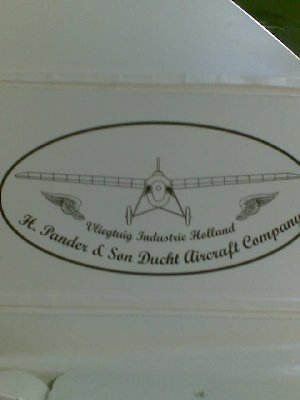 Vliegtuig Industrie Holland
H. Pander & Son Ducht Aircraft Company